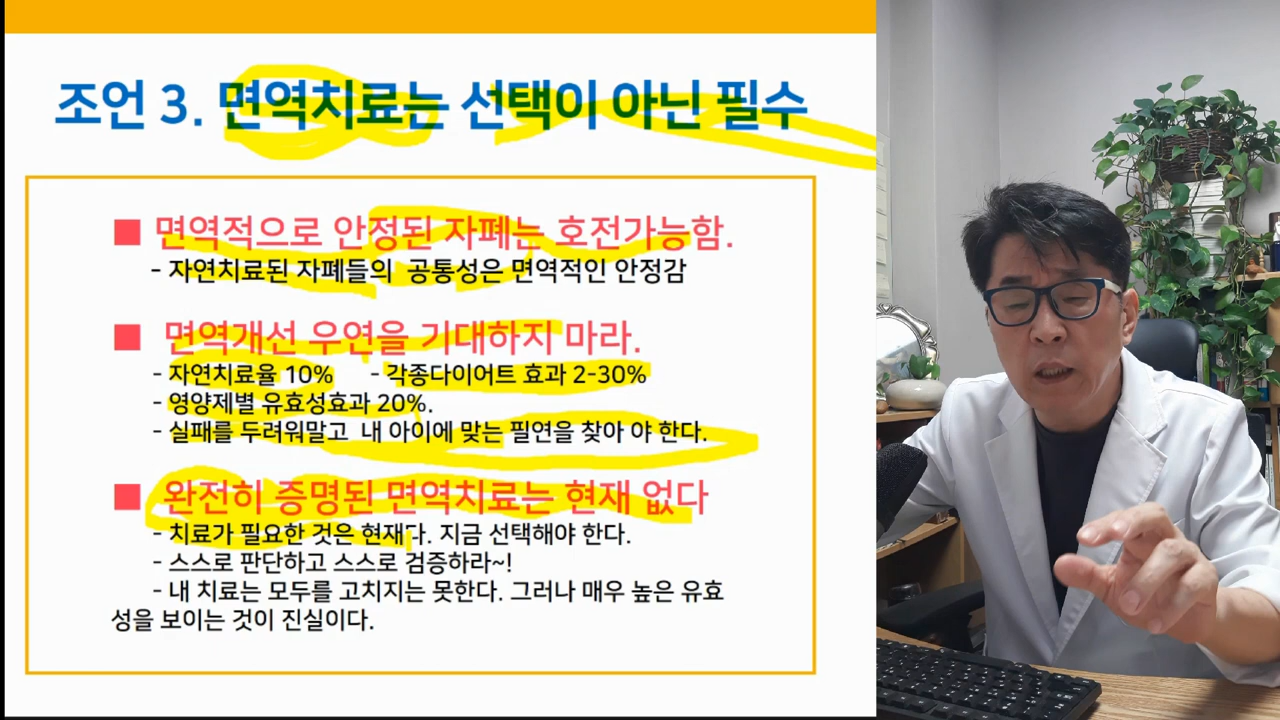 조언 3. 면역치료는 선택이 아닌 필수
■ 면역적으로 안정된 자폐는 호전가능함.
- 자연치료된 자폐들의 공통성은 면역적인 안정감
■ 면역개선 우연을 기대하지 마라.
- 자연치료율 10% - 각종다이어트 효과 2-30%
- 영양제별 유효성효과 20%.
- 실패를 두려워말고 내 아이에 맞는 필연을 찾아 야 한다.
■ 완전히 증명된 면역치료는 현재 없다
- 치료가 필요한 것은 현재다. 지금 선택해야 한다.
- 스스로 판단하고 스스로 검증하라~!
- 내 치료는 모두를 고치지는 못한다. 그러나 매우 높은 유효
성을 보이는 것이 진실이다.